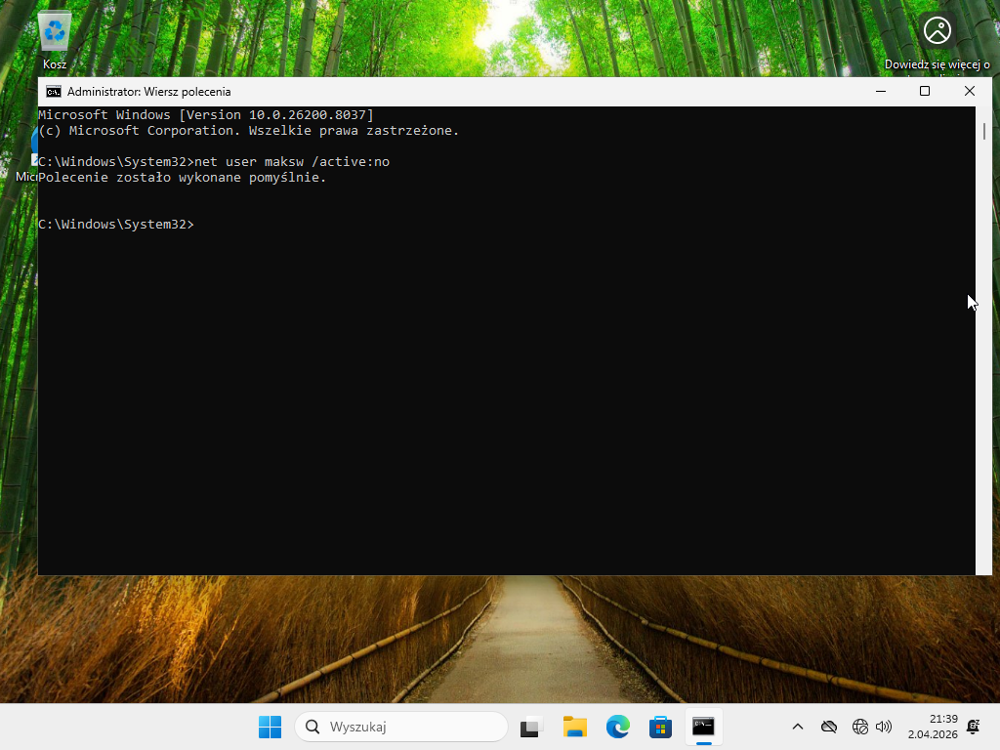 Kosz
Dowiedz się więcej o
Administrator: Wiersz polecenia
Microsoft Windows [Version 10.0.26200.8037]
(c) Microsoft Corporation. Wszelkie prawa zastrzeżone.
C:\Windows\System32>net user maksw /active:no
Polecenie zostało wykonane pomyślnie.
C:\Windows\System32>
Wyszukaj
21:39
2.04.2026